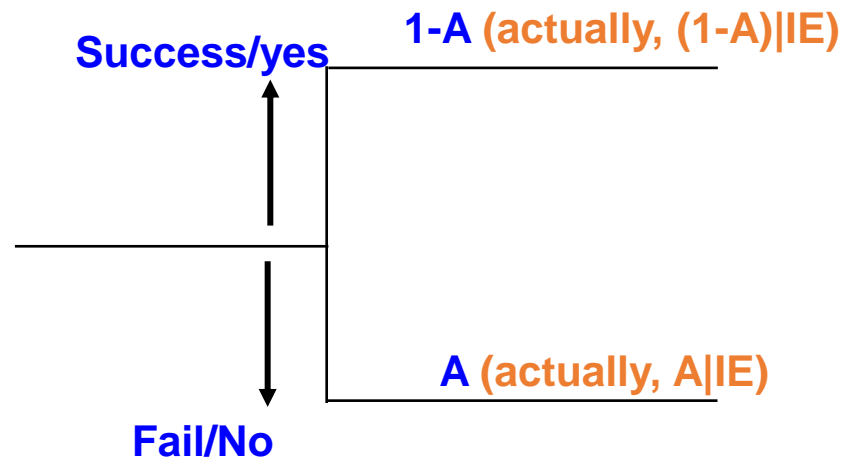 1-A (actually, (1-A)|IE)
Success/yes
A (actually, A|IE)
Fail/No